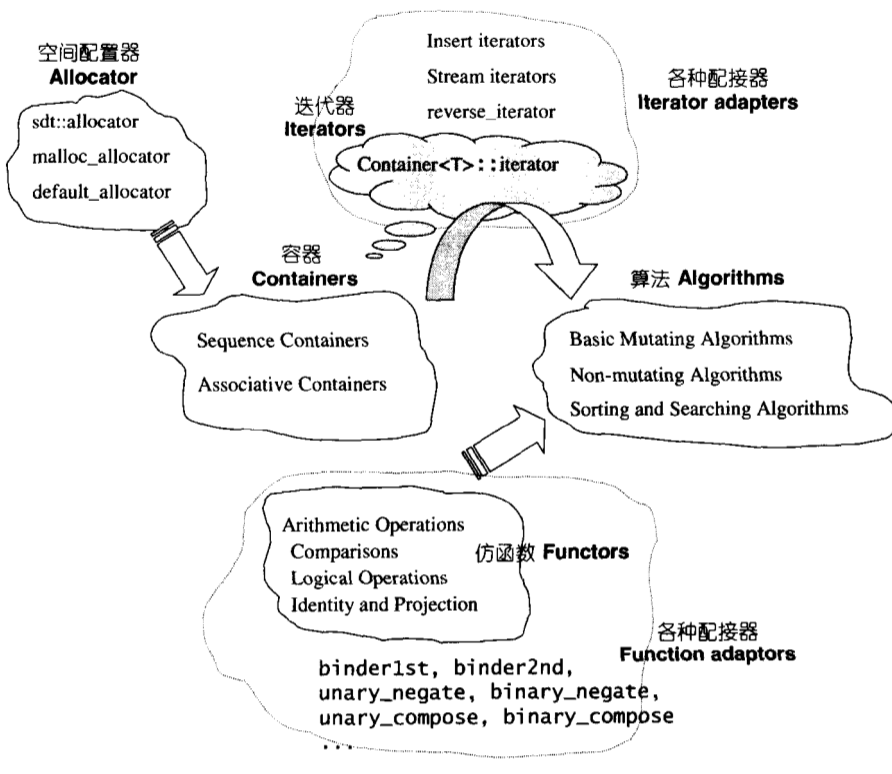 空间配置器
Allocator
sdt::allocator
malloc_allocator
default_allocator
迭代器
Iterators
Insert iterators
Stream iterators
reverse_iterator
Container<T>::iterator
各种配接器
Iterator adapters
容器
Containers
Sequence Containers
Associative Containers
算法 Algorithms
Basic Mutating Algorithms
Non-mutating Algorithms
Sorting and Searching Algorithms
Arithmetic Operations
Comparisons
Logical Operations
Identity and Projection
仿函数 Functors
各种配接器
Function adaptors
binder1st, binder2nd,
unary_negate, binary_negate,
unary_compose, binary_compose
...